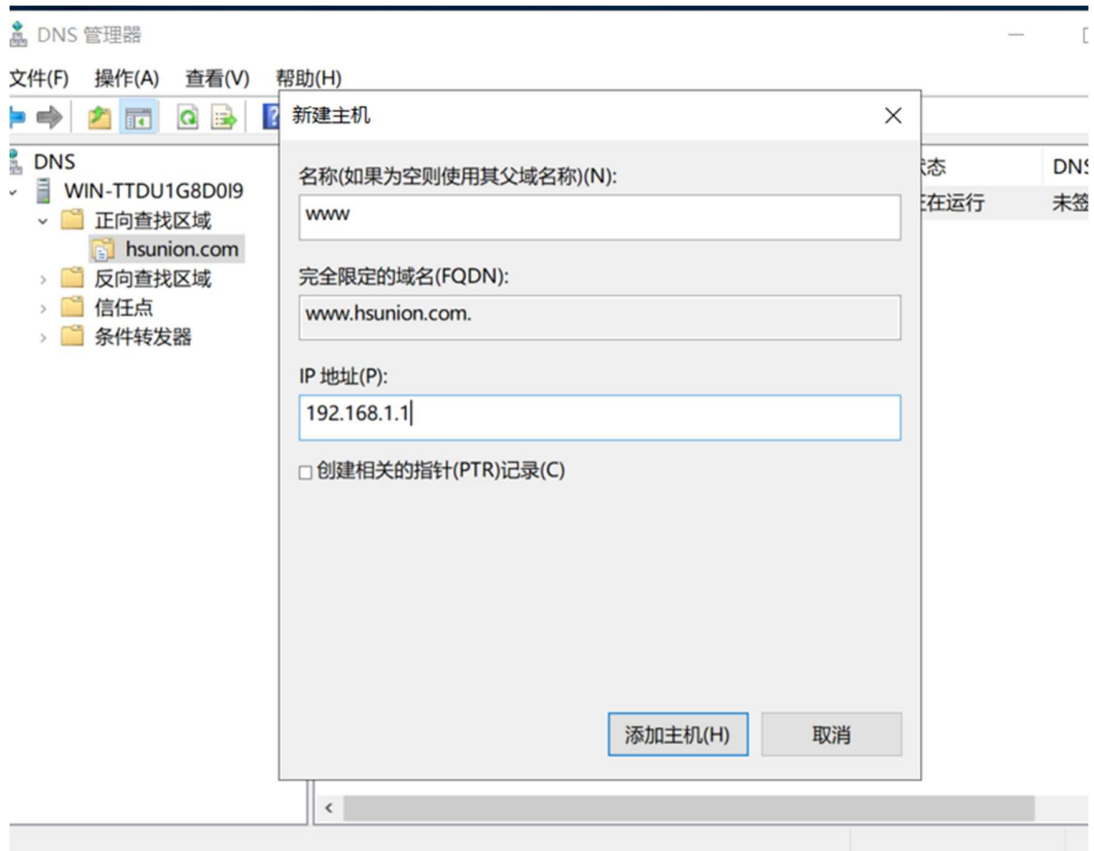 DNS 管理器
文件(F) 操作(A) 查看(V) 帮助(H)
新建主机
DNS
WIN-TTDU1G8D0I9
正向查找区域
hsunion.com
反向查找区域
信任点
条件转发器
名称(如果为空则使用其父域名称)(N):
www
完全限定的域名(FQDN):
www.hsunion.com.
IP 地址(P):
192.168.1.1
创建相关的指针(PTR)记录(C)
添加主机(H) 取消
状态 DNS
正在运行 未签